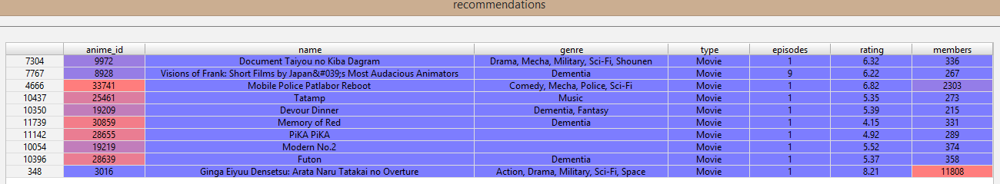 recommendations
anime_id name genre type episodes rating members
7304 9972 Document Taiyou no Kiba Dagram Drama, Mecha, Military, Sci-Fi, Shounen Movie 1 6.32 336
7767 8928 Visions of Frank: Short Films by Japan&#039;s Most Audacious Animators Dementia Movie 9 6.22 267
4666 33741 Mobile Police Patlabor Reboot Comedy, Mecha, Police, Sci-Fi Movie 1 6.82 2303
10437 25461 Tatamp Music Movie 1 5.35 273
10350 19209 Devour Dinner Dementia, Fantasy Movie 1 5.39 215
11739 30859 Memory of Red Dementia Movie 1 4.15 331
11142 28655 PiKA PiKA Movie 1 4.92 289
10054 19219 Modern No.2 Movie 1 5.52 374
10396 28639 Futon Dementia Movie 1 5.37 358
348 3016 Ginga Eiyuu Densetsu: Arata Naru Tatakai no Overture Action, Drama, Military, Sci-Fi, Space Movie 1 8.21 11808